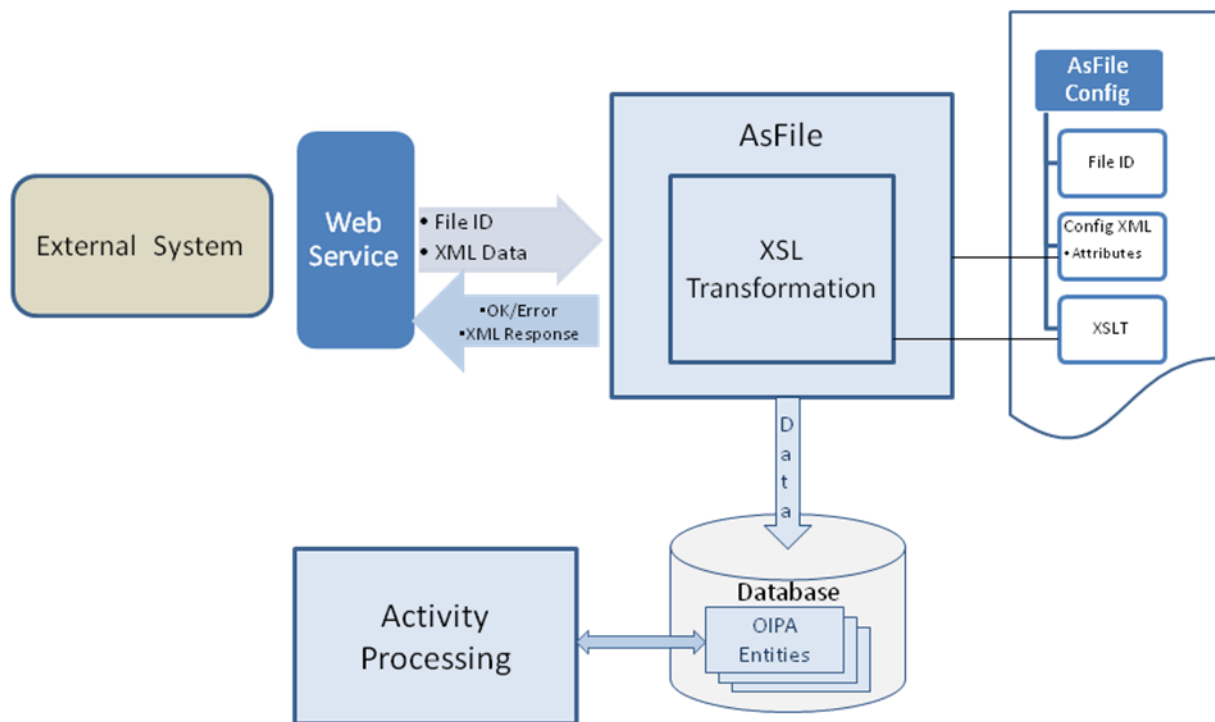 External System
Web
Service
• File ID
• XML Data
▪OK/Error
▪XML Response
AsFile
XSL
Transformation
AsFile
Config
File ID
Config XML
• Attributes
XSLT
Data
Database
OIPA
Entities
Activity
Processing